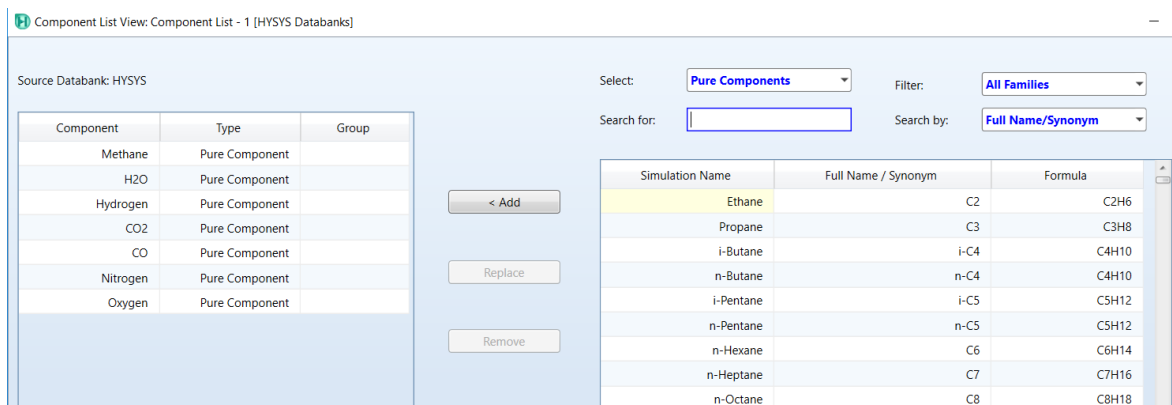 Component List View: Component List - 1 [HYSYS Databanks]
Source Databank: HYSYS
Select: Pure Components Filter: All Families
Search for: Search by: Full Name/Synonym
Component Type Group
Methane Pure Component
H2O Pure Component
Hydrogen Pure Component
CO2 Pure Component
CO Pure Component
Nitrogen Pure Component
Oxygen Pure Component
< Add
Replace
Remove
Simulation Name Full Name / Synonym Formula
Ethane C2 C2H6
Propane C3 C3H8
i-Butane i-C4 C4H10
n-Butane n-C4 C4H10
i-Pentane i-C5 C5H12
n-Pentane n-C5 C5H12
n-Hexane C6 C6H14
n-Heptane C7 C7H16
n-Octane C8 C8H18